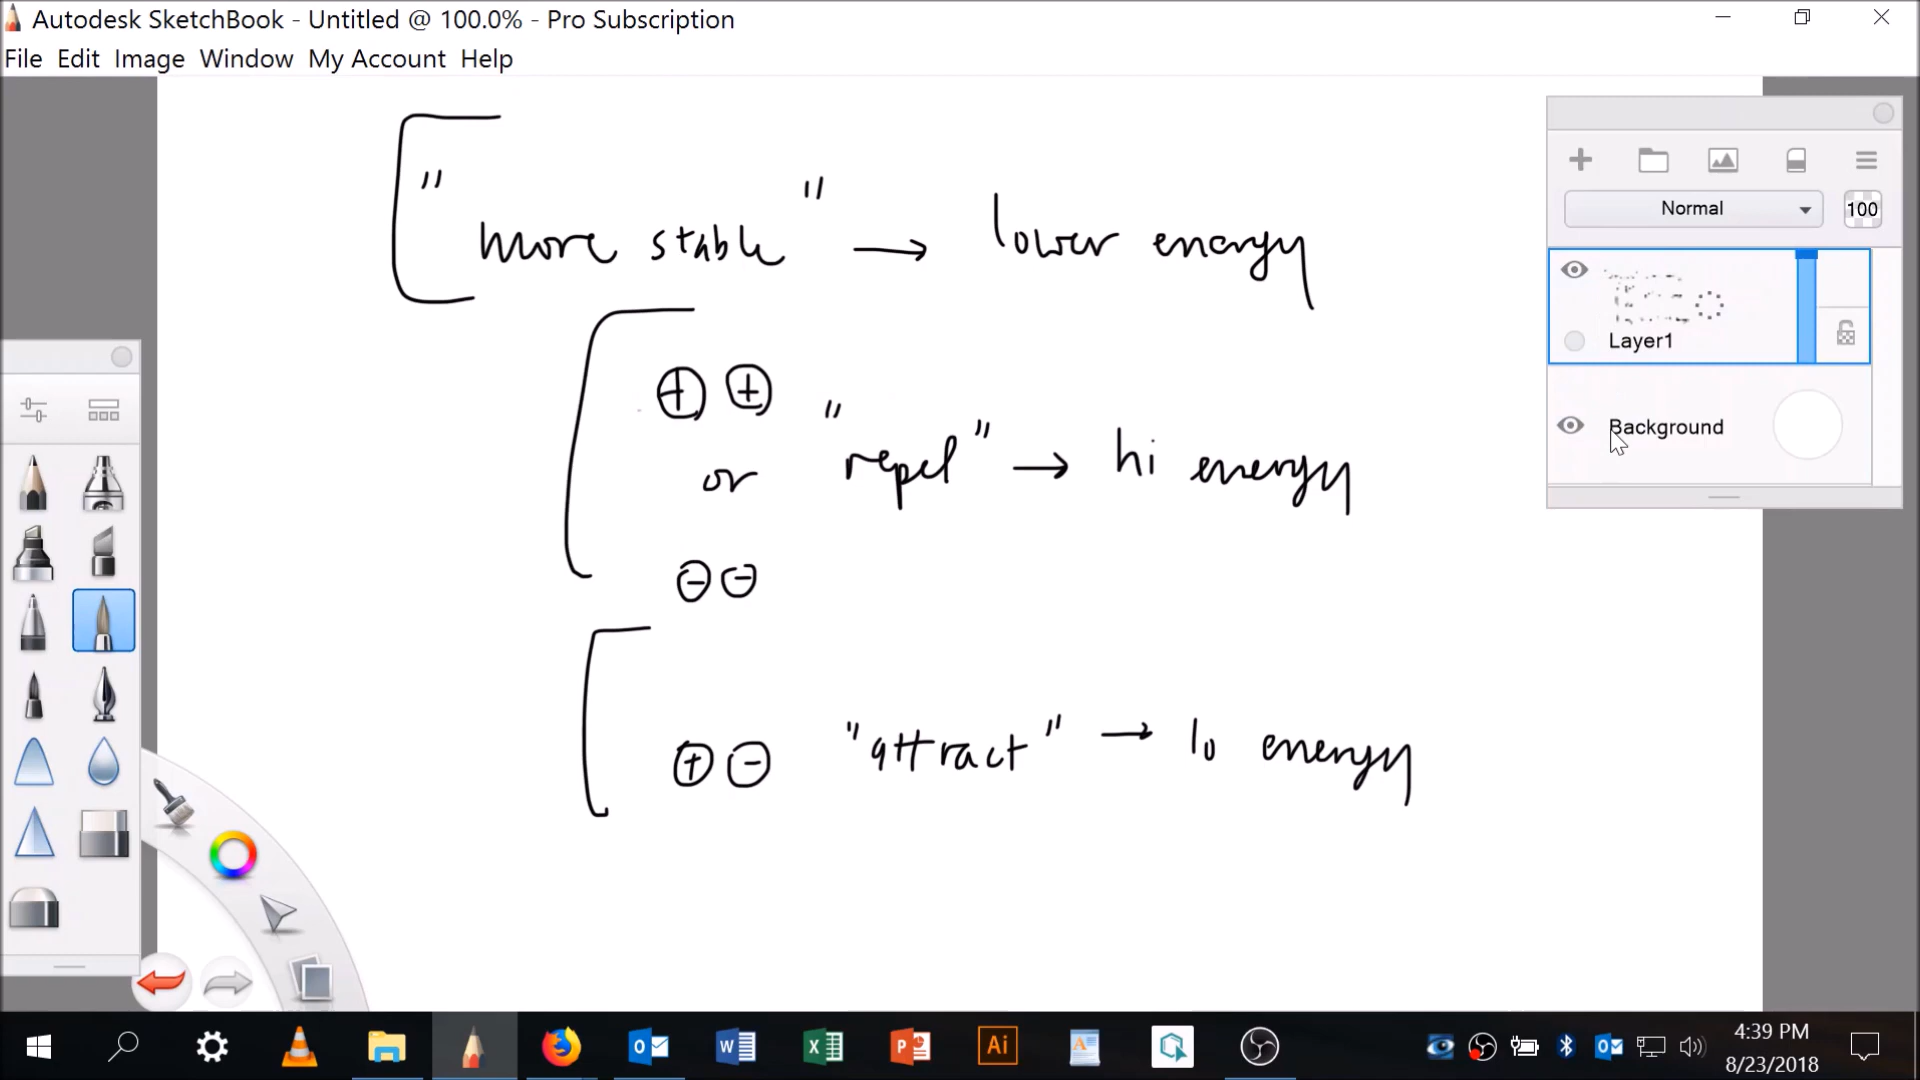 Autodesk SketchBook - Untitled @ 100.0% - Pro Subscription
File Edit Image Window My Account Help
"more stable" → lower energy
⊕ ⊕
or "repel" → hi energy
⊖ ⊖
⊕ ⊖ "attract" → lo energy
Normal 100
Layer1
Background
Ai
4:39 PM
8/23/2018